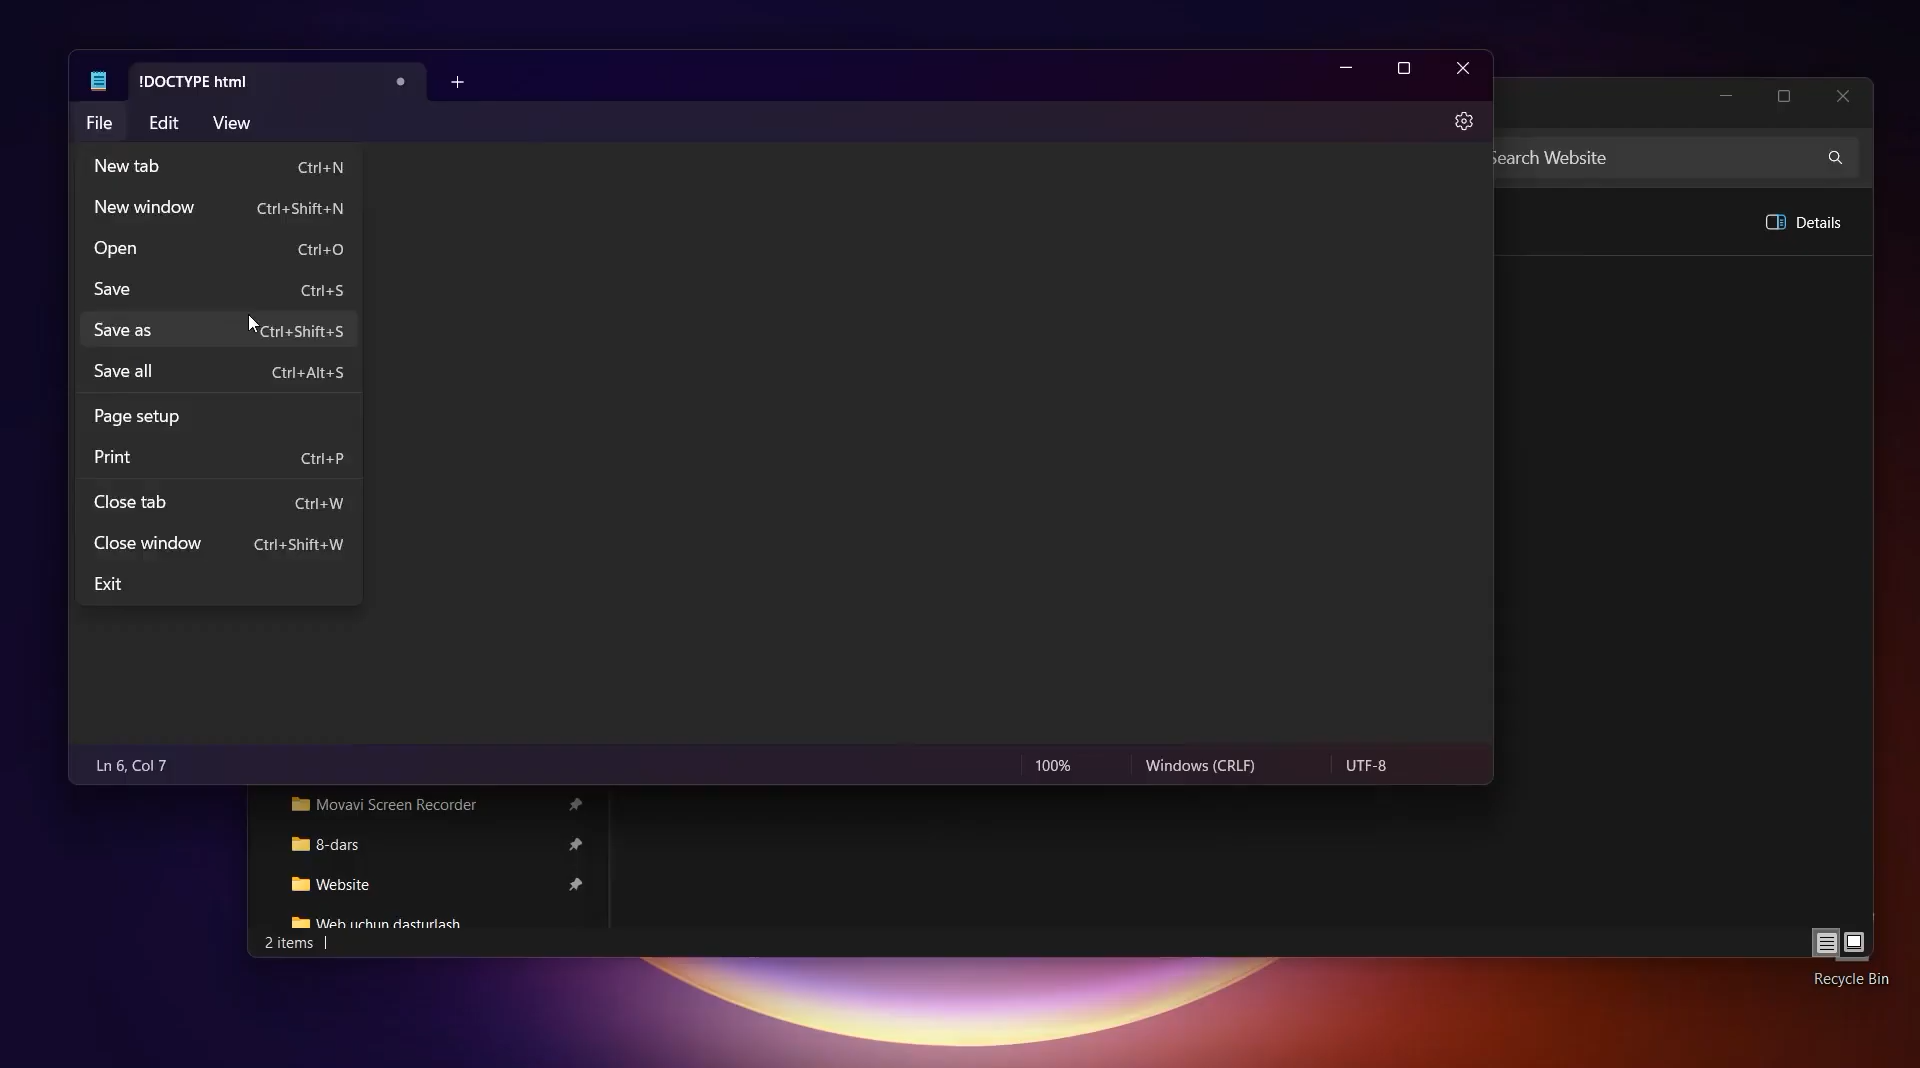 !DOCTYPE html
File Edit View
New tab Ctrl+N
New window Ctrl+Shift+N
Open Ctrl+O
Save Ctrl+S
Save as Ctrl+Shift+S
Save all Ctrl+Alt+S
Page setup
Print Ctrl+P
Close tab Ctrl+W
Close window Ctrl+Shift+W
Exit
Ln 6, Col 7 100% Windows (CRLF) UTF-8
Search Website
Details
Movavi Screen Recorder
8-dars
Website
Web uchun dasturlash
2 items
Recycle Bin